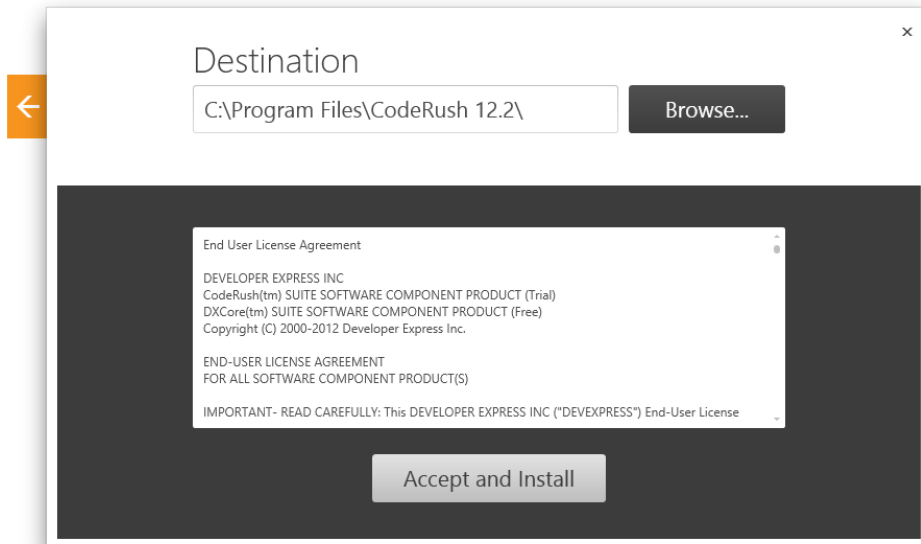 Destination
C:\Program Files\CodeRush 12.2\
Browse...
End User License Agreement
DEVELOPER EXPRESS INC
CodeRush(tm) SUITE SOFTWARE COMPONENT PRODUCT (Trial)
DXCore(tm) SUITE SOFTWARE COMPONENT PRODUCT (Free)
Copyright (C) 2000-2012 Developer Express Inc.
END-USER LICENSE AGREEMENT
FOR ALL SOFTWARE COMPONENT PRODUCT(S)
IMPORTANT- READ CAREFULLY: This DEVELOPER EXPRESS INC ("DEVEXPRESS") End-User License
Accept and Install